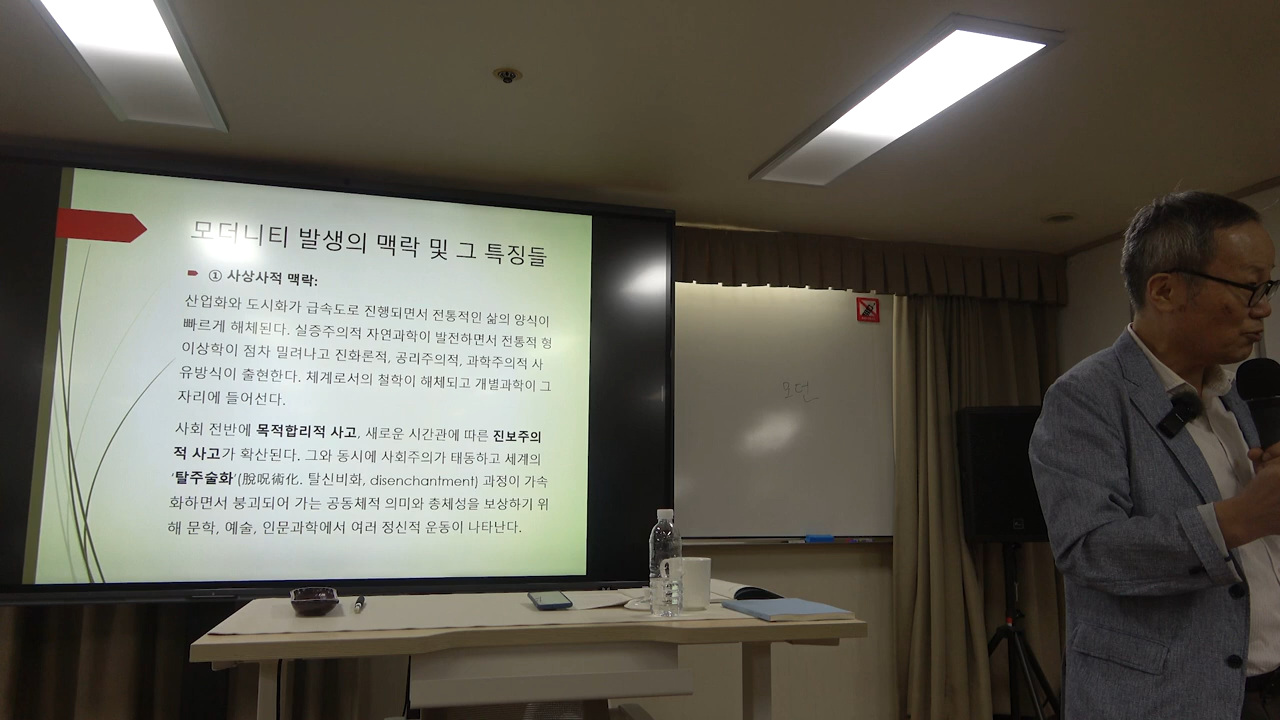 모더니티 발생의 맥락 및 그 특징들
① 사상사적 맥락:
산업화와 도시화가 급속도로 진행되면서 전통적인 삶의 양식이
빠르게 해체된다. 실증주의적 자연과학이 발전하면서 전통적 형
이상학이 점차 밀려나고 진화론적, 공리주의적, 과학주의적 사
유방식이 출현한다. 체계로서의 철학이 해체되고 개별과학이 그
자리에 들어선다.
사회 전반에 목적합리적 사고, 새로운 시간관에 따른 진보주의
적 사고가 확산된다. 그와 동시에 사회주의가 태동하고 세계의
‘탈주술화’(脫呪術化. 탈신비화, disenchantment) 과정이 가속
화하면서 붕괴되어 가는 공동체적 의미와 총체성을 보상하기 위
해 문학, 예술, 인문과학에서 여러 정신적 운동이 나타난다.
모던